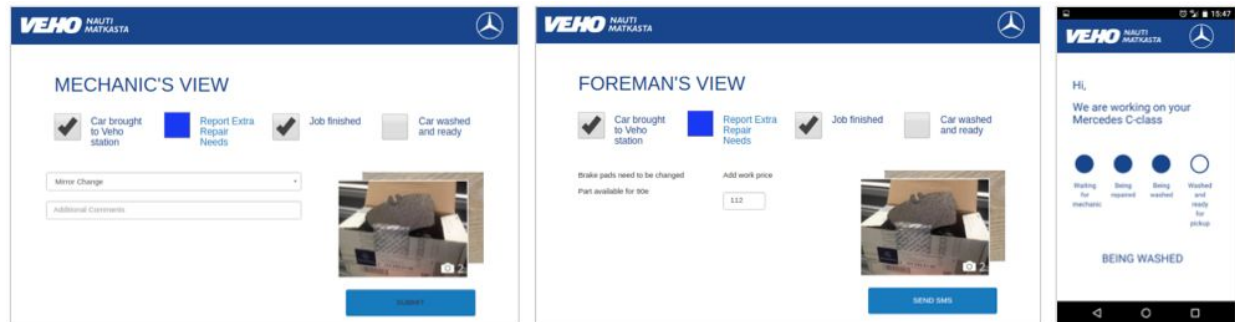 VEHO NAUTI
MATKASTA
MECHANIC'S VIEW
Car brought
to Veho
station
Report Extra
Repair
Needs
Job finished
Car washed
and ready
Mirror Change
Additional Comments
2
SUBMIT
VEHO NAUTI
MATKASTA
FOREMAN'S VIEW
Car brought
to Veho
station
Report Extra
Repair
Needs
Job finished
Car washed
and ready
Brake pads need to be changed
Part available for 90e
Add work price
112
2
SEND SMS
15:47
VEHO NAUTI
MATKASTA
Hi,
We are working on your
Mercedes C-class
Waiting
for
mechanic
Being
repaired
Being
washed
Washed
and
ready
for
pickup
BEING WASHED